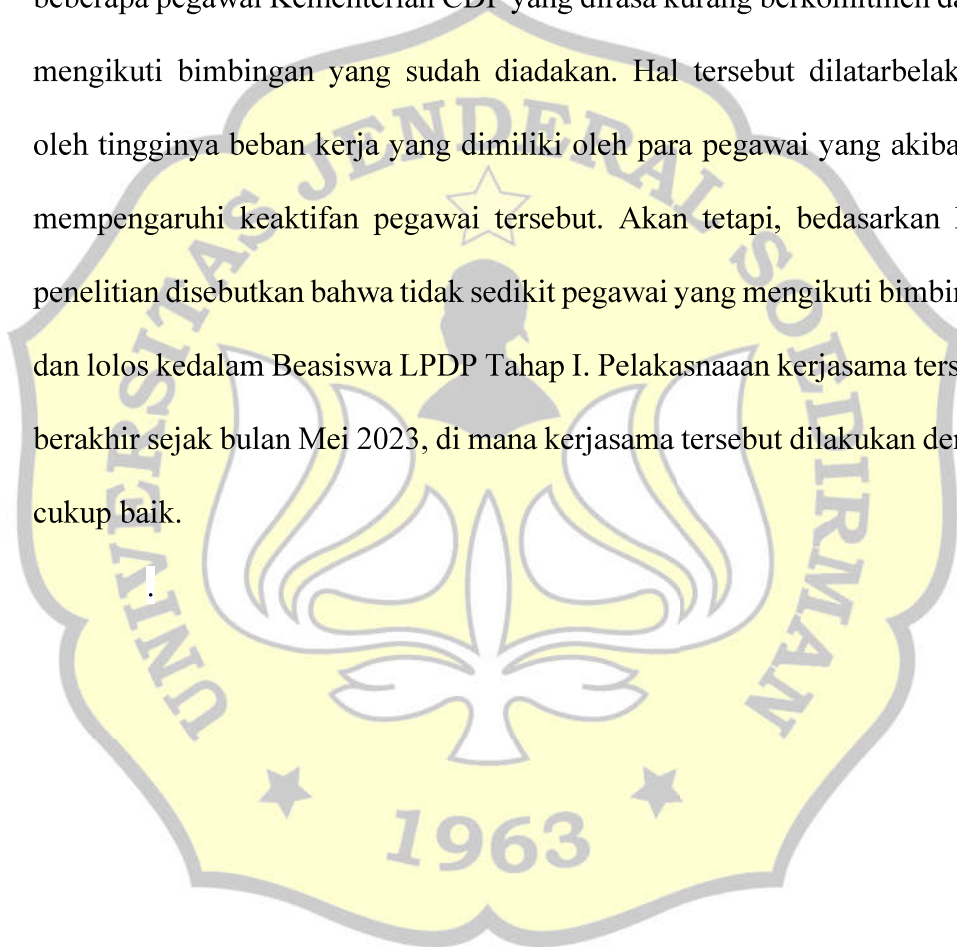 beberapa pegawai Kementerian CDP yang dirasa kurang berkomitmen da
mengikuti bimbingan yang sudah diadakan. Hal tersebut dilatarbelak
oleh tingginya beban kerja yang dimiliki oleh para pegawai yang akiba
mempengaruhi keaktifan pegawai tersebut. Akan tetapi, bedasarkan
penelitian disebutkan bahwa tidak sedikit pegawai yang mengikuti bimbin
dan lolos kedalam Beasiswa LPDP Tahap I. Pelakasnaaan kerjasama ters
berakhir sejak bulan Mei 2023, di mana kerjasama tersebut dilakukan den
cukup baik.
.
UNIVERSITAS JENDERAL SOEDIRMAN
1963